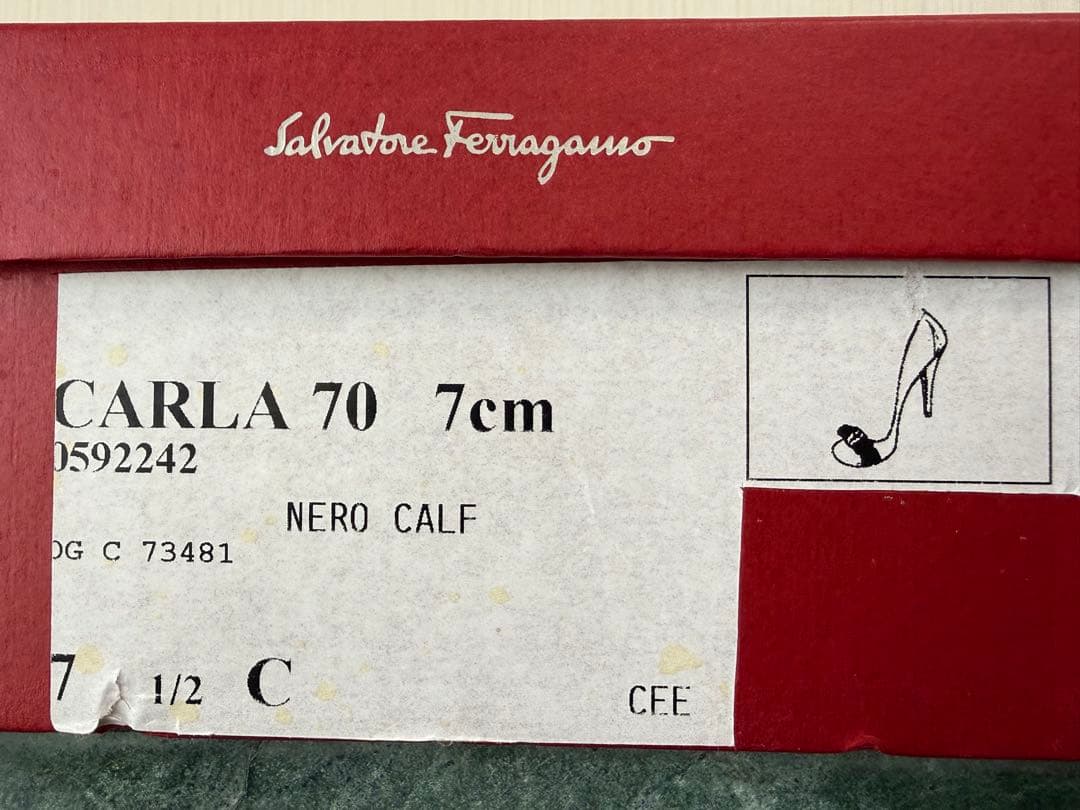 Salvatore Ferragamo
CARLA 70 7cm
0592242
NERO CALF
DG C 73481
7 1/2 C
CEE